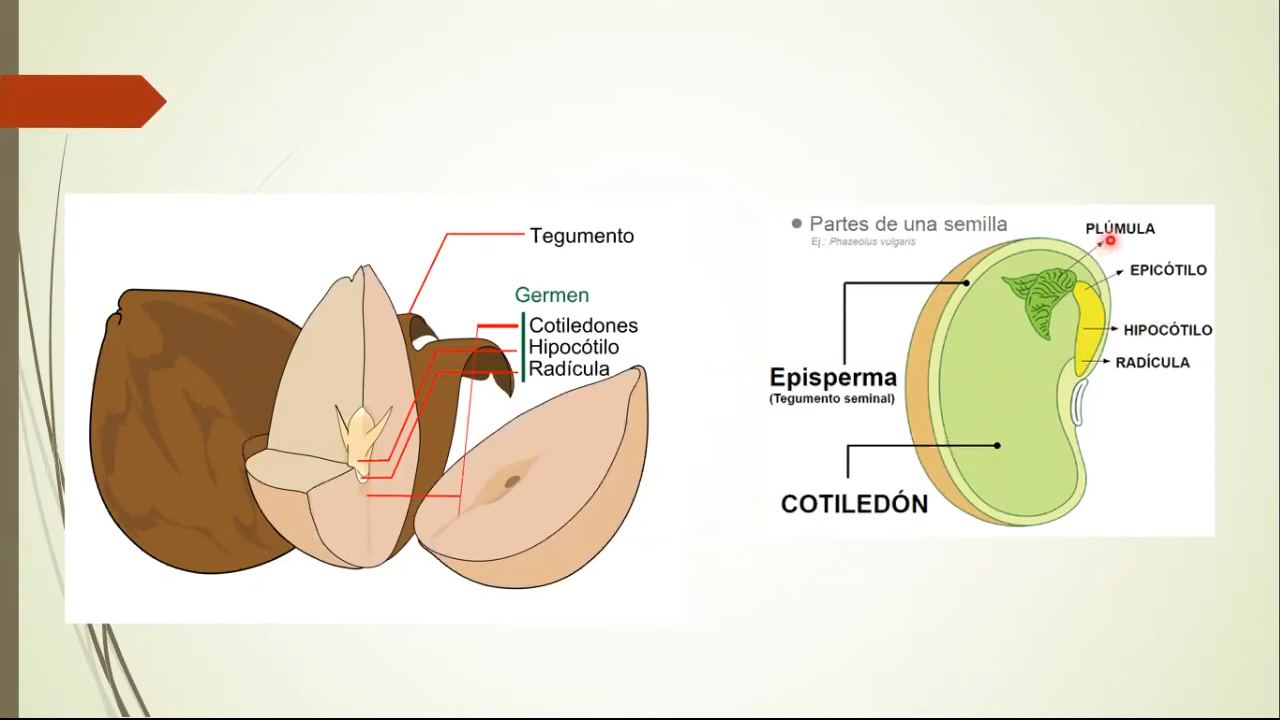 Tegumento
Germen
Cotiledones
Hipocótilo
Radícula
Partes de una semilla
Ej.: Phaseolus vulgaris
PLÚMULA
EPICÓTILO
HIPOCÓTILO
RADÍCULA
Episperma
(Tegumento seminal)
COTILEDÓN